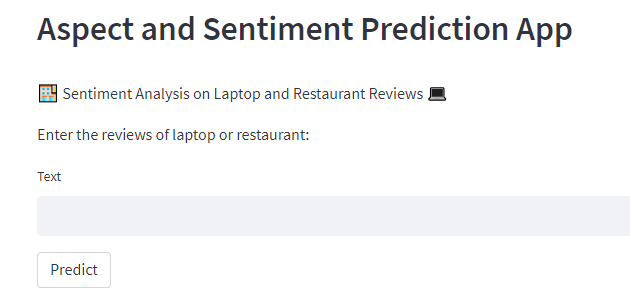 Aspect and Sentiment Prediction App
🏪 Sentiment Analysis on Laptop and Restaurant Reviews 💻
Enter the reviews of laptop or restaurant:
Text
Predict